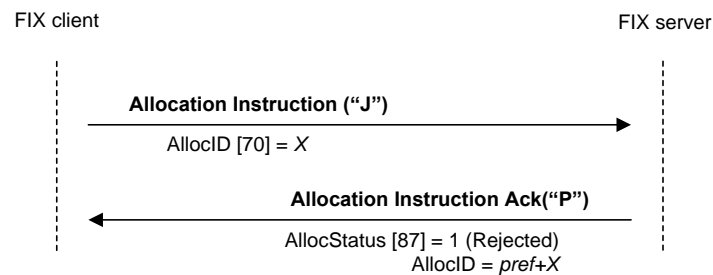 FIX client
FIX server
Allocation Instruction (“J”)
AllocID [70] = X
Allocation Instruction Ack(“P”)
AllocStatus [87] = 1 (Rejected)
AllocID = pref+X